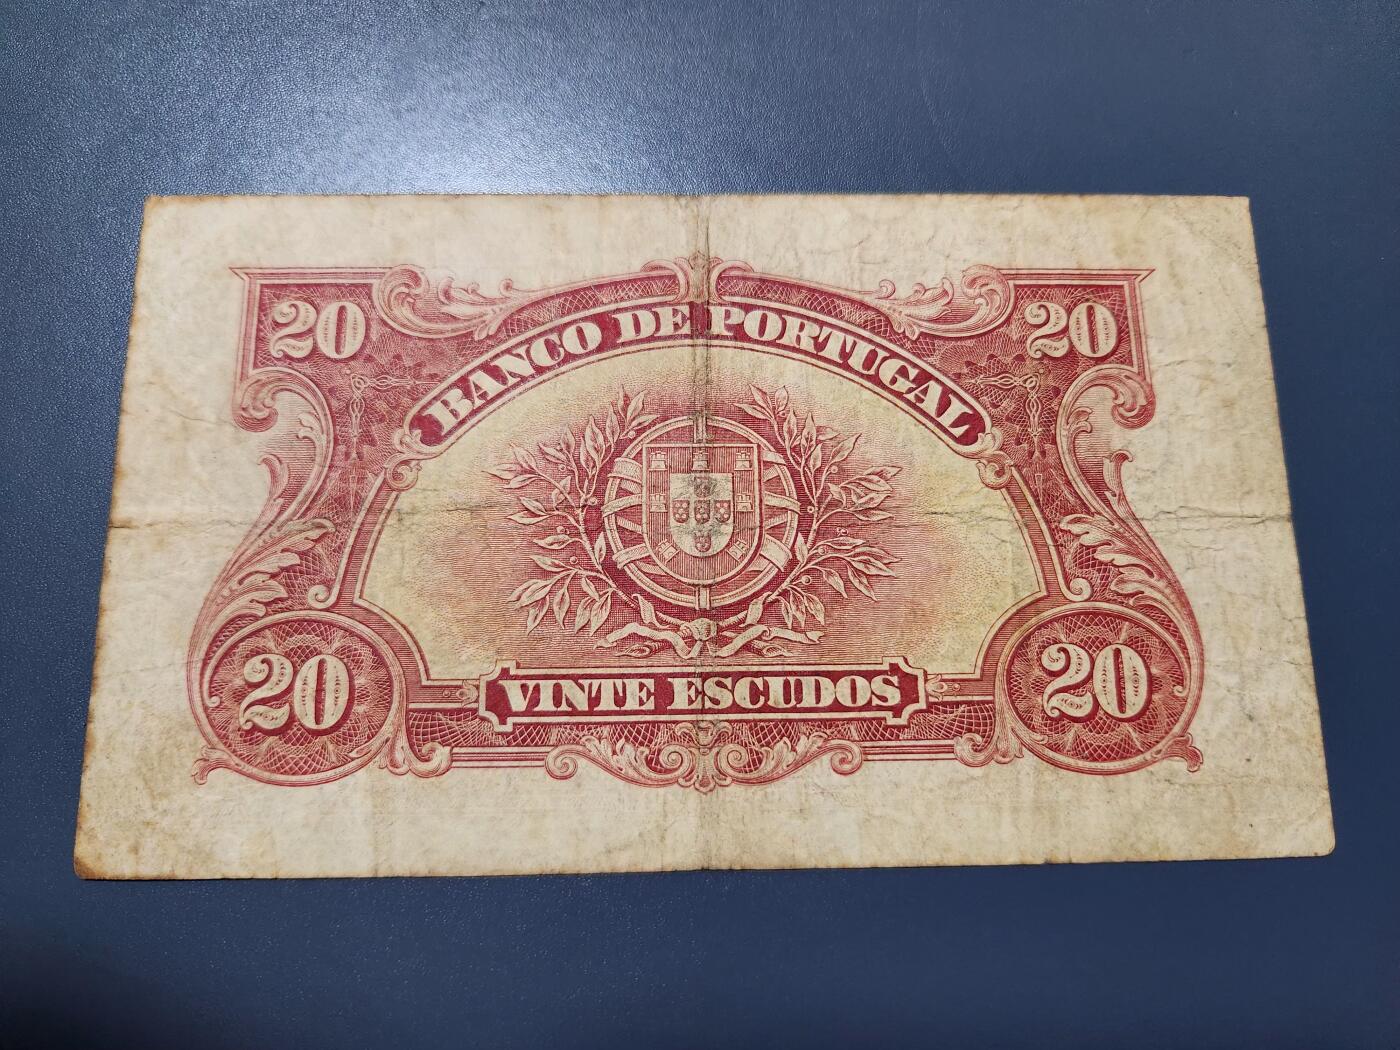 20 20
BANCO DE PORTUGAL
20 20
VINTE ESCUDOS